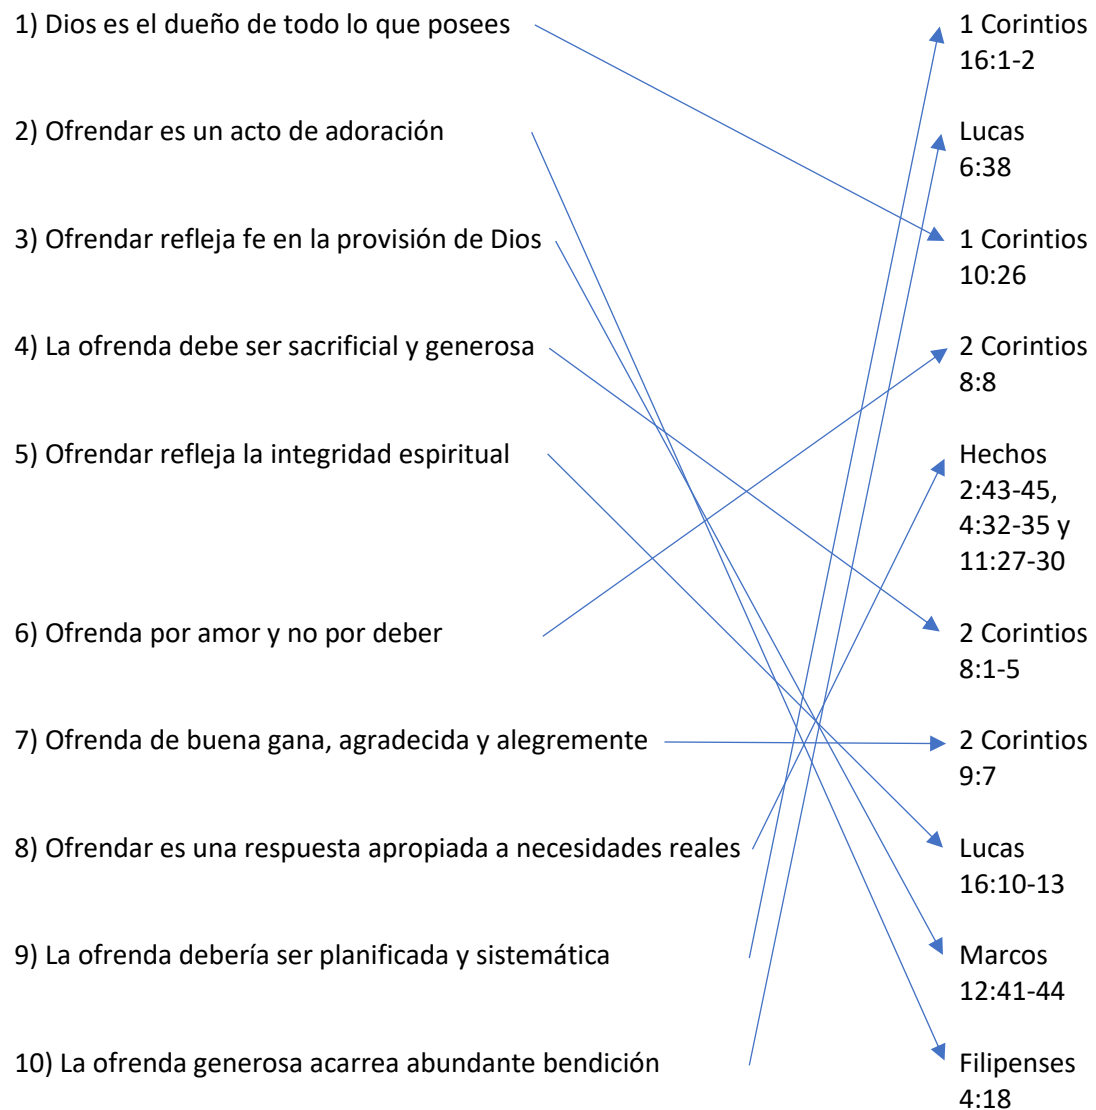 1) Dios es el dueño de todo lo que posees
1 Corintios
16:1-2
2) Ofrendar es un acto de adoración
Lucas
6:38
3) Ofrendar refleja fe en la provisión de Dios
1 Corintios
10:26
4) La ofrenda debe ser sacrificial y generosa
2 Corintios
8:8
5) Ofrendar refleja la integridad espiritual
Hechos
2:43-45,
4:32-35 y
11:27-30
6) Ofrenda por amor y no por deber
2 Corintios
8:1-5
7) Ofrenda de buena gana, agradecida y alegremente
2 Corintios
9:7
8) Ofrendar es una respuesta apropiada a necesidades reales
Lucas
16:10-13
9) La ofrenda debería ser planificada y sistemática
Marcos
12:41-44
10) La ofrenda generosa acarrea abundante bendición
Filipenses
4:18